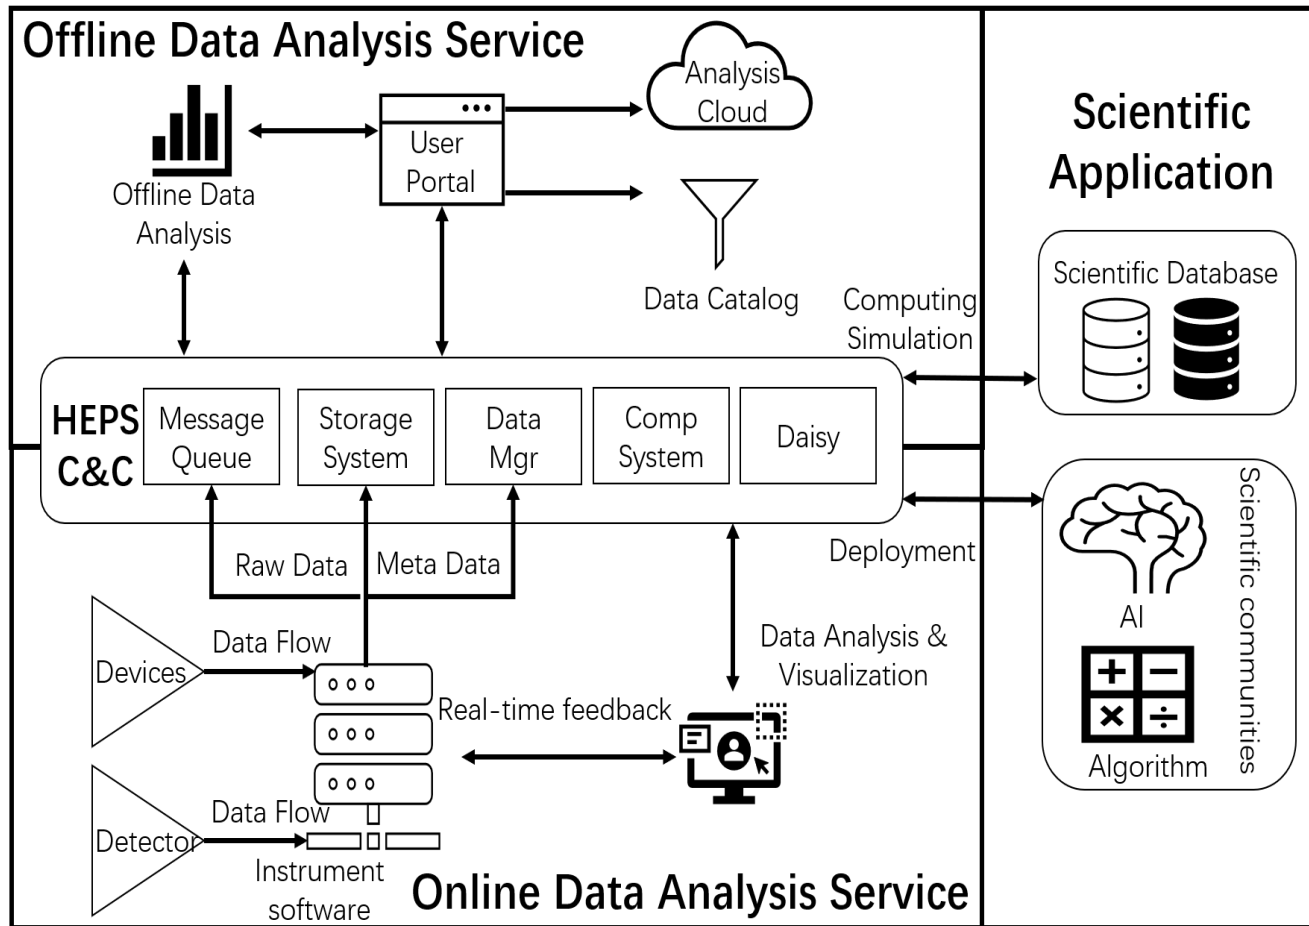 Offline Data Analysis Service
Analysis
Cloud
User
Portal
Offline Data
Analysis
Data Catalog
Scientific
Application
Scientific Database
Computing
Simulation
HEPS
C&C
Message
Queue
Storage
System
Data
Mgr
Comp
System
Daisy
Deployment
Raw Data
Meta Data
Scientific communities
AI
Algorithm
Devices
Data Flow
Data Analysis &
Visualization
Real-time feedback
Detector
Data Flow
Instrument
software
Online Data Analysis Service